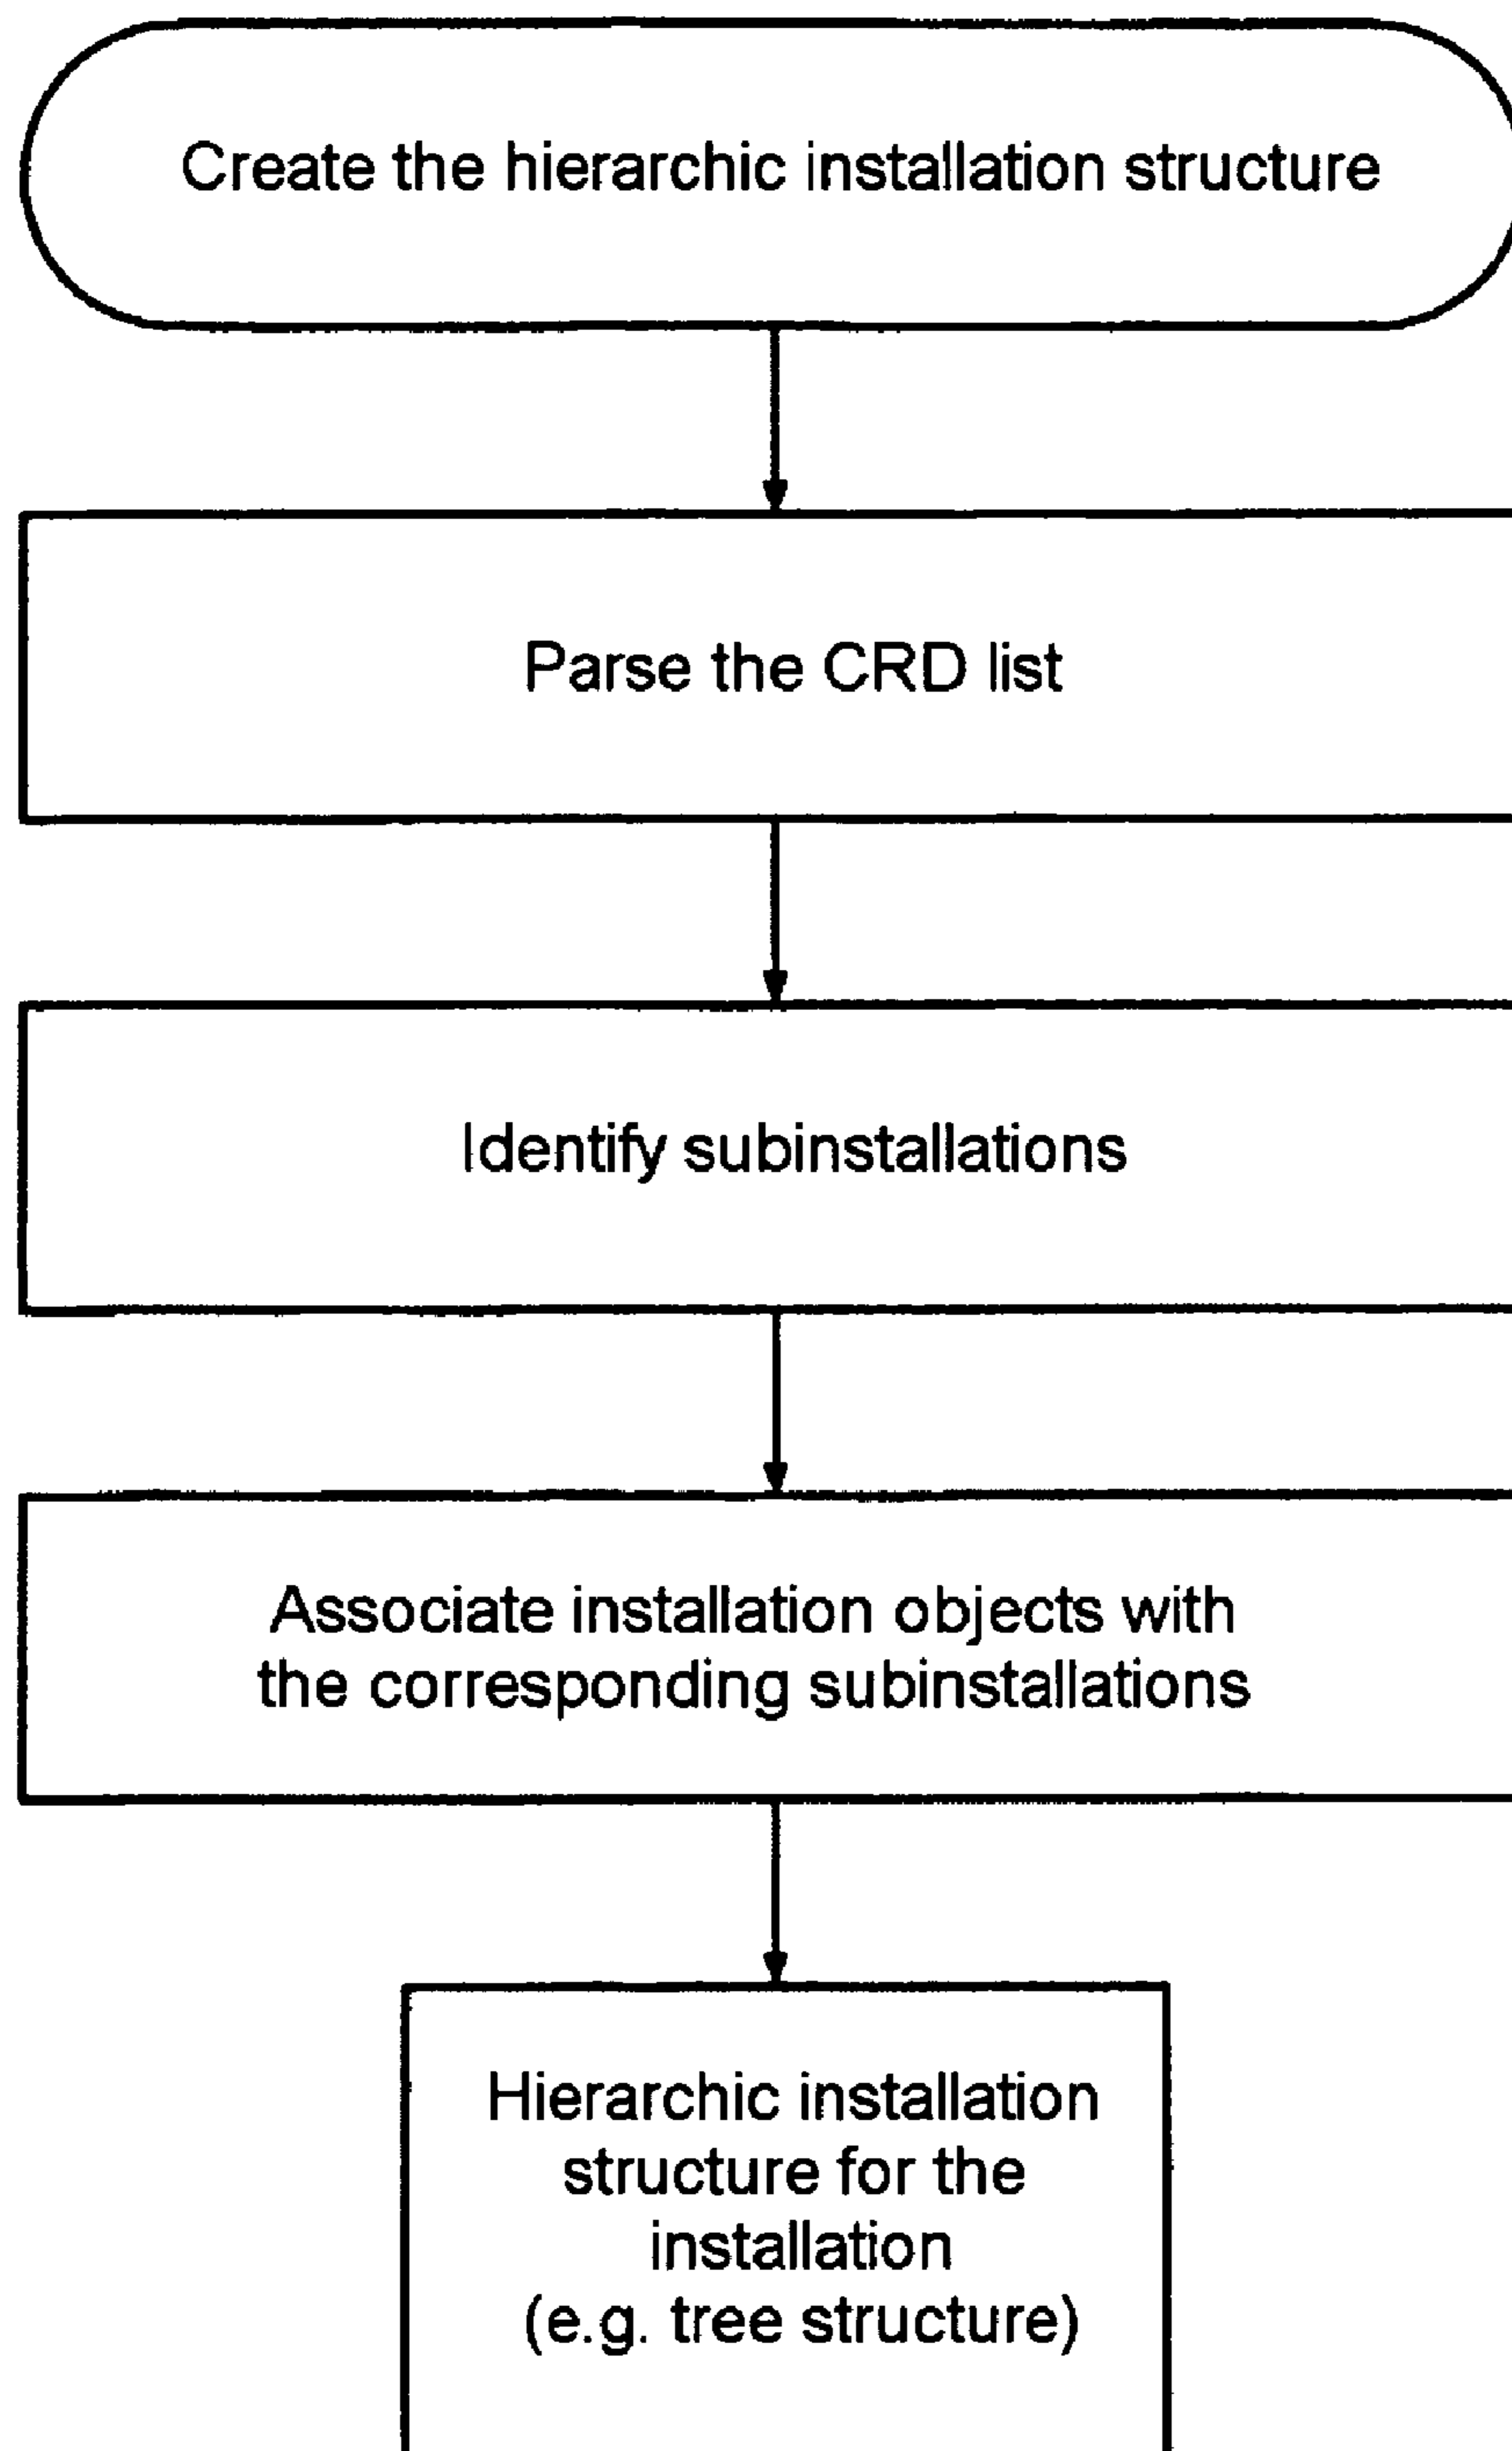 Create the hierarchic installation structure
Parse the CRD list
Identify subinstallations
Associate installation objects with
the corresponding subinstallations
Hierarchic installation
structure for the
installation
(e.g. tree structure)